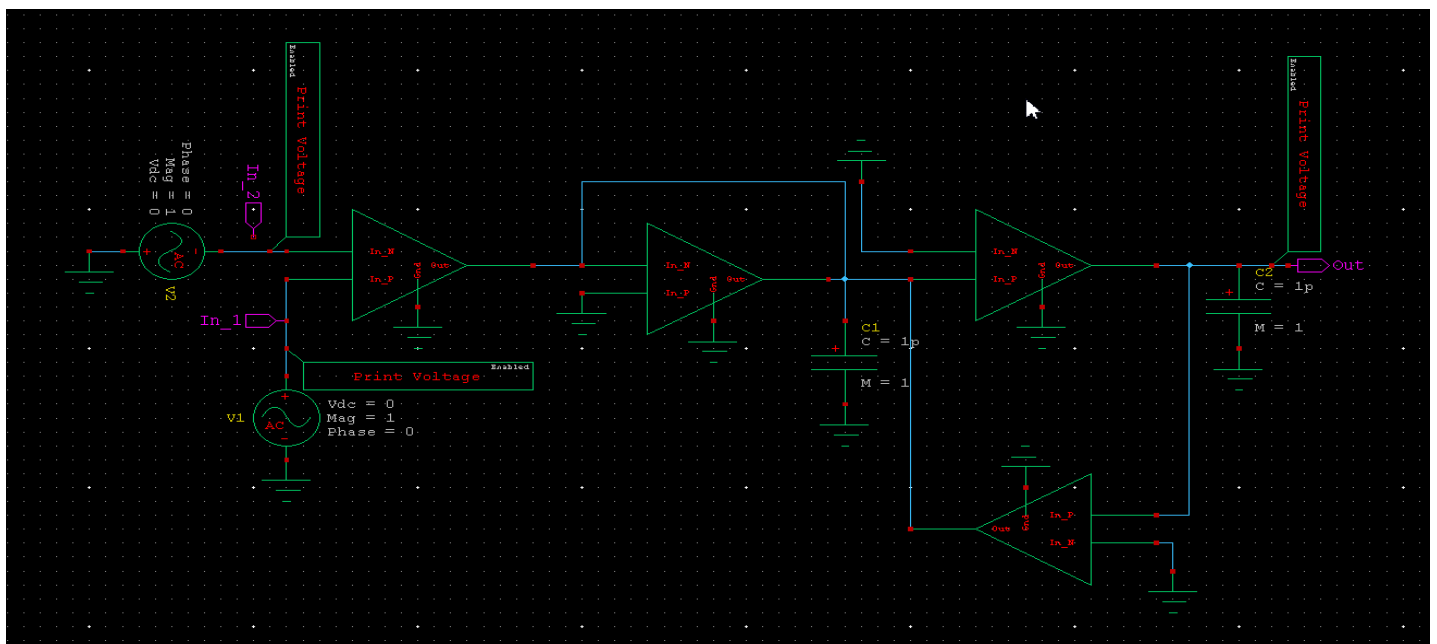 Enabled
Print Voltage
Phase = 0
Mag = 1
Vdc = 0
In_2
AC
V2
In_N
In_P
Out
In_1
Enabled
Print Voltage
V1
AC
Vdc = 0
Mag = 1
Phase = 0
In_N
In_P
Out
C1
C = 1p
M = 1
In_N
In_P
Out
Enabled
Print Voltage
Out
C2
C = 1p
M = 1
In_P
In_N
Out